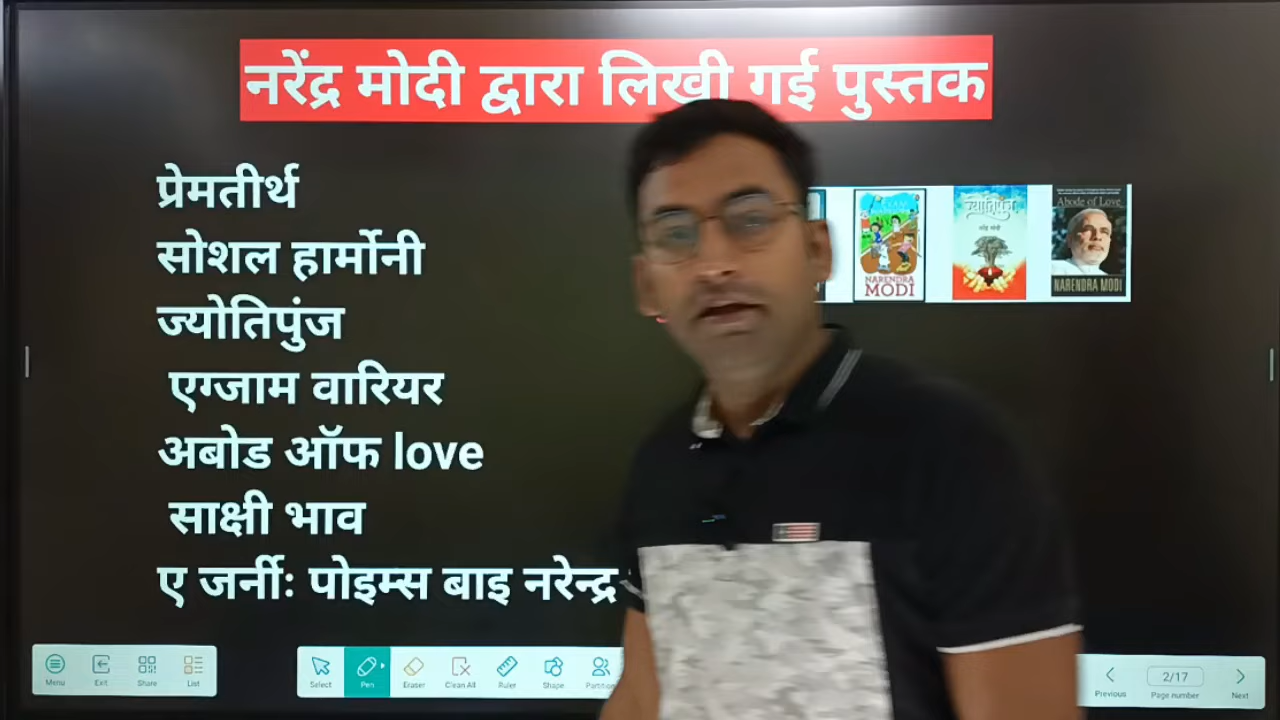 नरेंद्र मोदी द्वारा लिखी गई पुस्तक
प्रेमतीर्थ
सोशल हार्मोनी
ज्योतिपुंज
एग्जाम वारियर
अबोड ऑफ love
साक्षी भाव
ए जर्नीः पोइम्स बाइ नरेन्द्र
NARENDRA
MODI
ज्योतिपुंज
नरेंद्र मोदी
Abode of Love
NARENDRA MODI
Menu
Exit
Share
List
Select
Pen
Eraser
Clean All
Ruler
Shape
Previous
2/17
Page number
Next